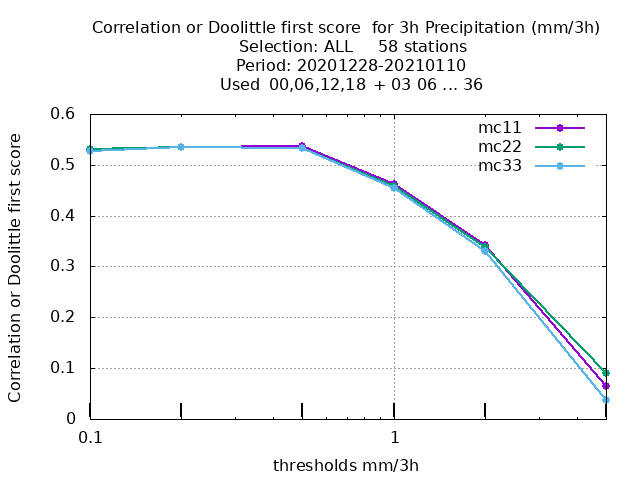 Correlation or Doolittle first score  for 3h Precipitation (mm/3h)
Selection: ALL     58 stations
Period: 20201228-20210110
Used  00,06,12,18  + 03 06 ... 36
Correlation or Doolittle first score
0.6
0.5
0.4
0.3
0.2
0.1
0
mc11
mc22
mc33
0.1
1
thresholds mm/3h